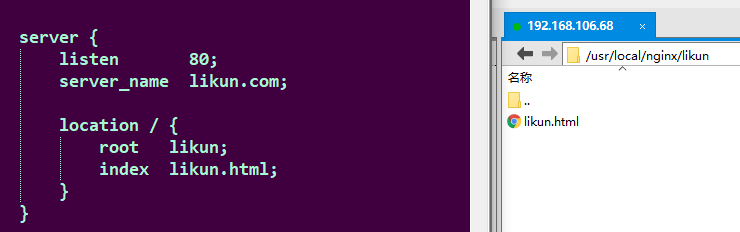 server {
    listen       80;
    server_name  likun.com;
    location / {
        root   likun;
        index  likun.html;
    }
}
192.168.106.68
/usr/local/nginx/likun
名称
..
likun.html